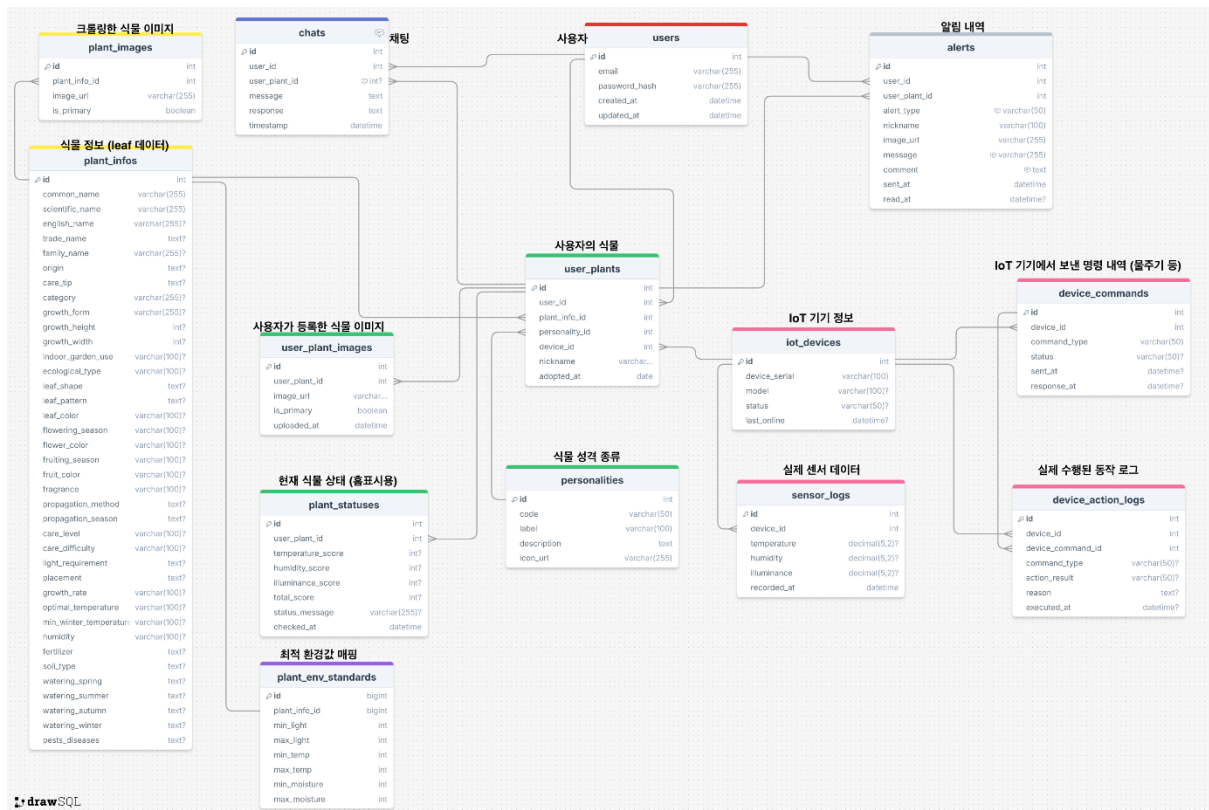 크롤링한 식물 이미지
plant_images
id int
plant_info_id int
image_url varchar(255)
is_primary boolean
chats
채팅
id int
user_id int
user_plant_id int?
message text
response text
timestamp datetime
사용자
users
id int
email varchar(255)
password_hash varchar(255)
created_at datetime
updated_at datetime
알림 내역
alerts
id int
user_id int
user_plant_id int
alert_type varchar(50)
nickname varchar(100)
image_url varchar(255)
message varchar(255)
comment text
sent_at datetime
read_at datetime?
식물 정보 (leaf 데이터)
plant_infos
id int
common_name varchar(255)
scientific_name varchar(255)
english_name varchar(255)?
trade_name text?
family_name varchar(255)?
origin text?
care_tip text?
category varchar(255)?
growth_form varchar(255)?
growth_height int?
growth_width int?
indoor_garden_use varchar(100)?
ecological_type varchar(100)?
leaf_shape text?
leaf_pattern text?
leaf_color varchar(100)?
flowering_season varchar(100)?
flower_color varchar(100)?
fruiting_season varchar(100)?
fruit_color varchar(100)?
fragrance varchar(100)?
propagation_method text?
propagation_season text?
care_level varchar(100)?
care_difficulty varchar(100)?
light_requirement text?
placement text?
growth_rate varchar(100)?
optimal_temperature varchar(100)?
min_winter_temperature varchar(100)?
humidity varchar(100)?
fertilizer text?
soil_type text?
watering_spring text?
watering_summer text?
watering_autumn text?
watering_winter text?
pests_diseases text?
사용자의 식물
user_plants
id int
user_id int
plant_info_id int
personality_id int
device_id int
nickname varchar...
adopted_at date
사용자가 등록한 식물 이미지
user_plant_images
id int
user_plant_id int
image_url varchar...
is_primary boolean
uploaded_at datetime
IoT 기기 정보
iot_devices
id int
device_serial varchar(100)
model varchar(100)?
status varchar(50)?
last_online datetime?
IoT 기기에서 보낸 명령 내역 (물주기 등)
device_commands
id int
device_id int
command_type varchar(50)
status varchar(50)?
sent_at datetime?
response_at datetime?
현재 식물 상태 (홈표시용)
plant_statuses
id int
user_plant_id int
temperature_score int?
humidity_score int?
illuminance_score int?
total_score int?
status_message varchar(255)?
checked_at datetime
식물 성격 종류
personalities
id int
code varchar(50)
label varchar(100)
description text
icon_url varchar(255)
실제 센서 데이터
sensor_logs
id int
device_id int
temperature decimal(5,2)?
humidity decimal(5,2)?
illuminance decimal(5,2)?
recorded_at datetime
실제 수행된 동작 로그
device_action_logs
id int
device_id int
device_command_id int
command_type varchar(50)?
action_result varchar(50)?
reason text?
executed_at datetime?
최적 환경값 매핑
plant_env_standards
id bigint
plant_info_id bigint
min_light int
max_light int
min_temp int
max_temp int
min_moisture int
max_moisture int
drawSQL